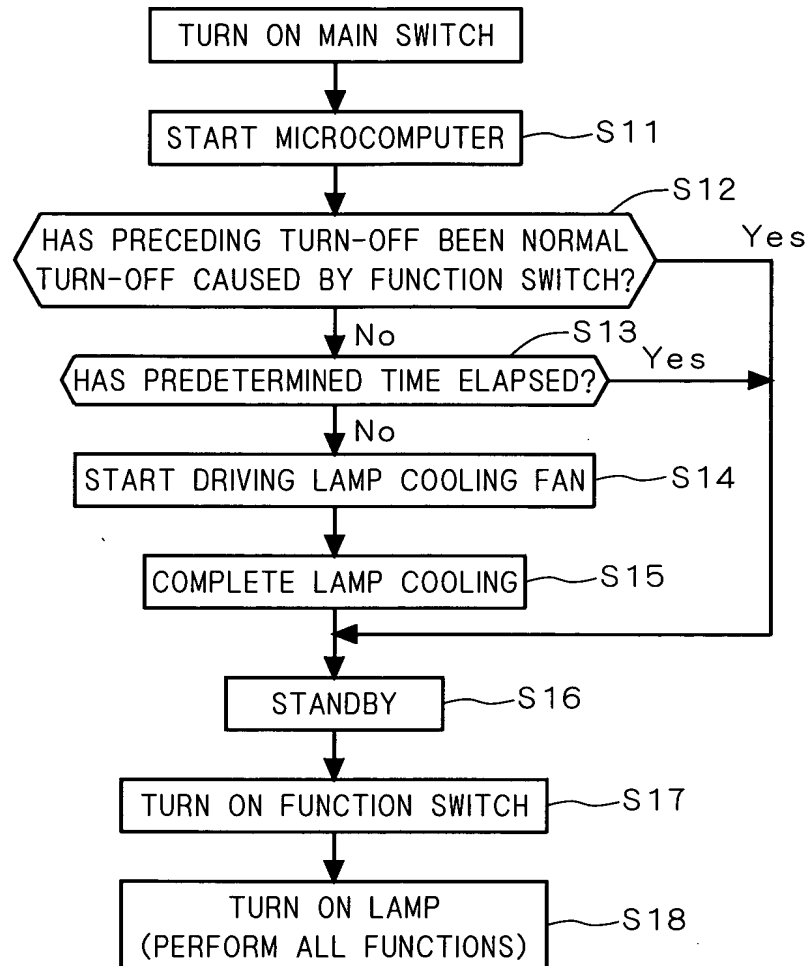 TURN ON MAIN SWITCH
START MICROCOMPUTER
S11
S12
HAS PRECEDING TURN-OFF BEEN NORMAL
TURN-OFF CAUSED BY FUNCTION SWITCH?
Yes
No
S13
HAS PREDETERMINED TIME ELAPSED?
Yes
No
START DRIVING LAMP COOLING FAN
S14
COMPLETE LAMP COOLING
S15
STANDBY
S16
TURN ON FUNCTION SWITCH
S17
TURN ON LAMP
(PERFORM ALL FUNCTIONS)
S18